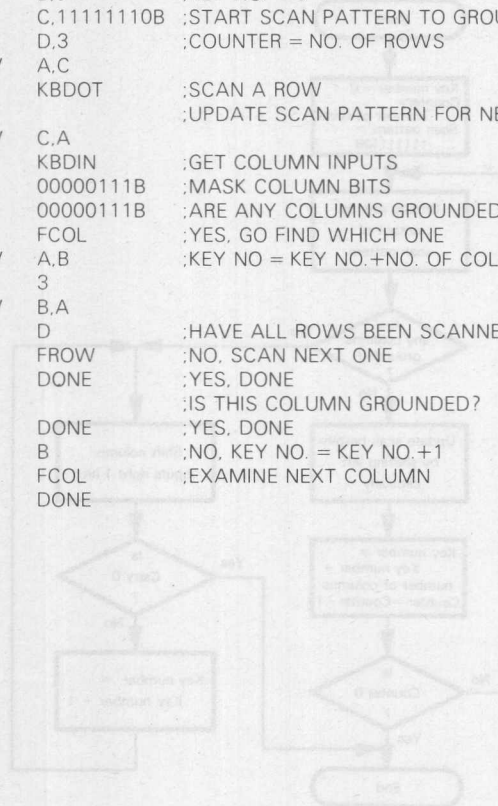 C,11111110B ;START SCAN PATTERN TO
D,3 ;COUNTER = NO. OF ROWS
A,C
KBDOT ;SCAN A ROW
;UPDATE SCAN PATTERN FOR
C,A
KBDIN ;GET COLUMN INPUTS
00000111B ;MASK COLUMN BITS
00000111B ;ARE ANY COLUMNS GROUNDED
FCOL ;YES, GO FIND WHICH ONE
A,B ;KEY NO = KEY NO.+NO. OF COL
3
B,A
D ;HAVE ALL ROWS BEEN SCANNE
FROW ;NO, SCAN NEXT ONE
DONE ;YES, DONE
;IS THIS COLUMN GROUNDED?
DONE ;YES, DONE
B ;NO, KEY NO. = KEY NO.+1
FCOL ;EXAMINE NEXT COLUMN
DONE